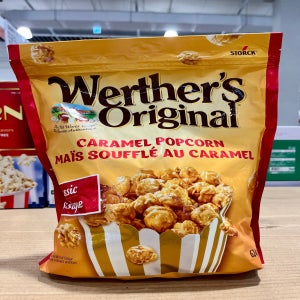 STORCK
Werther's
Original
CARAMEL POPCORN
MAÏS SOUFFLÉ AU CARAMEL